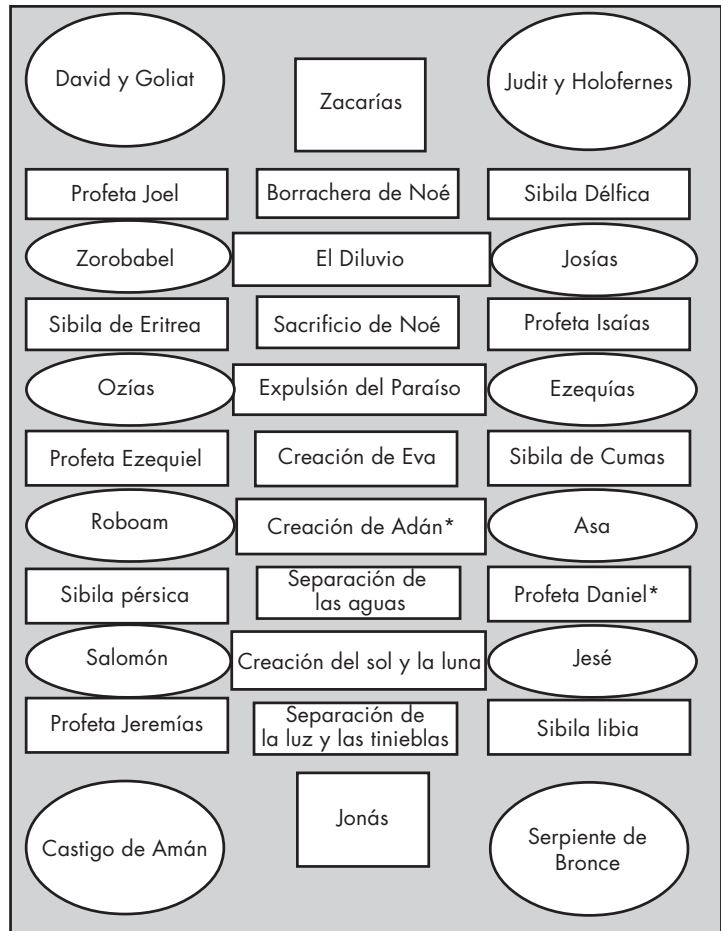 David y Goliat
Zacarías
Judit y Holofernes
Profeta Joel
Borrachera de Noé
Sibila Délfica
Zorobabel
El Diluvio
Josías
Sibila de Eritrea
Sacrificio de Noé
Profeta Isaías
Ozías
Expulsión del Paraíso
Ezequías
Profeta Ezequiel
Creación de Eva
Sibila de Cumas
Roboam
Creación de Adán*
Asa
Sibila pérsica
Separación de
las aguas
Profeta Daniel*
Salomón
Creación del sol y la luna
Jesé
Profeta Jeremías
Separación de
la luz y las tinieblas
Sibila libia
Castigo de Amán
Jonás
Serpiente de
Bronce